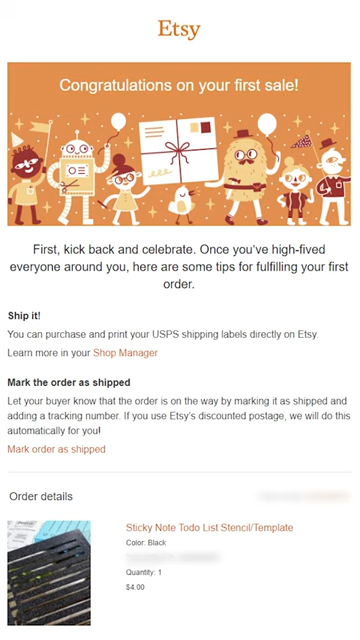 Etsy
Congratulations on your first sale!
First, kick back and celebrate. Once you've high-fived
everyone around you, here are some tips for fulfilling your first
order.
Ship it!
You can purchase and print your USPS shipping labels directly on Etsy.
Learn more in your Shop Manager
Mark the order as shipped
Let your buyer know that the order is on the way by marking it as shipped and
adding a tracking number. If you use Etsy's discounted postage, we will do this
automatically for you!
Mark order as shipped
Order details
Sticky Note Todo List Stencil/Template
Color: Black
Quantity: 1
$4.00